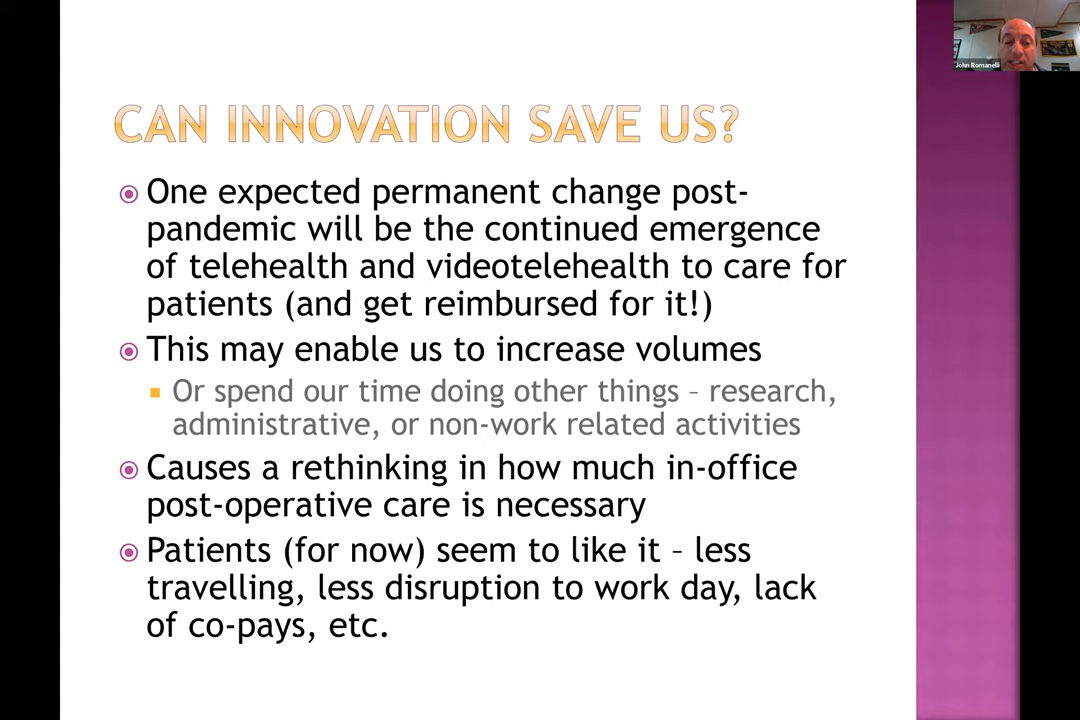 John Romanelli
CAN INNOVATION SAVE US?
One expected permanent change post-
pandemic will be the continued emergence
of telehealth and videotelehealth to care for
patients (and get reimbursed for it!)
This may enable us to increase volumes
Or spend our time doing other things – research,
administrative, or non-work related activities
Causes a rethinking in how much in-office
post-operative care is necessary
Patients (for now) seem to like it – less
travelling, less disruption to work day, lack
of co-pays, etc.